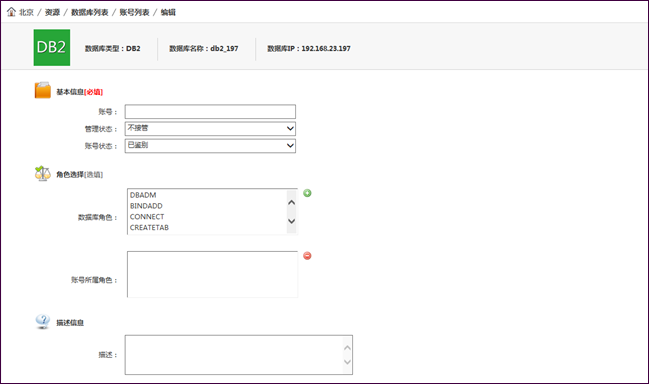 北京 / 资源 / 数据库列表 / 账号列表 / 编辑
DB2 数据库类型：DB2 数据库名称：db2_197 数据库IP：192.168.23.197
基本信息[必填]
账号：
管理状态： 不接管
账号状态： 已鉴别
角色选择[选填]
数据库角色：
DBADM
BINDADD
CONNECT
CREATETAB
账号所属角色：
描述信息
描述：